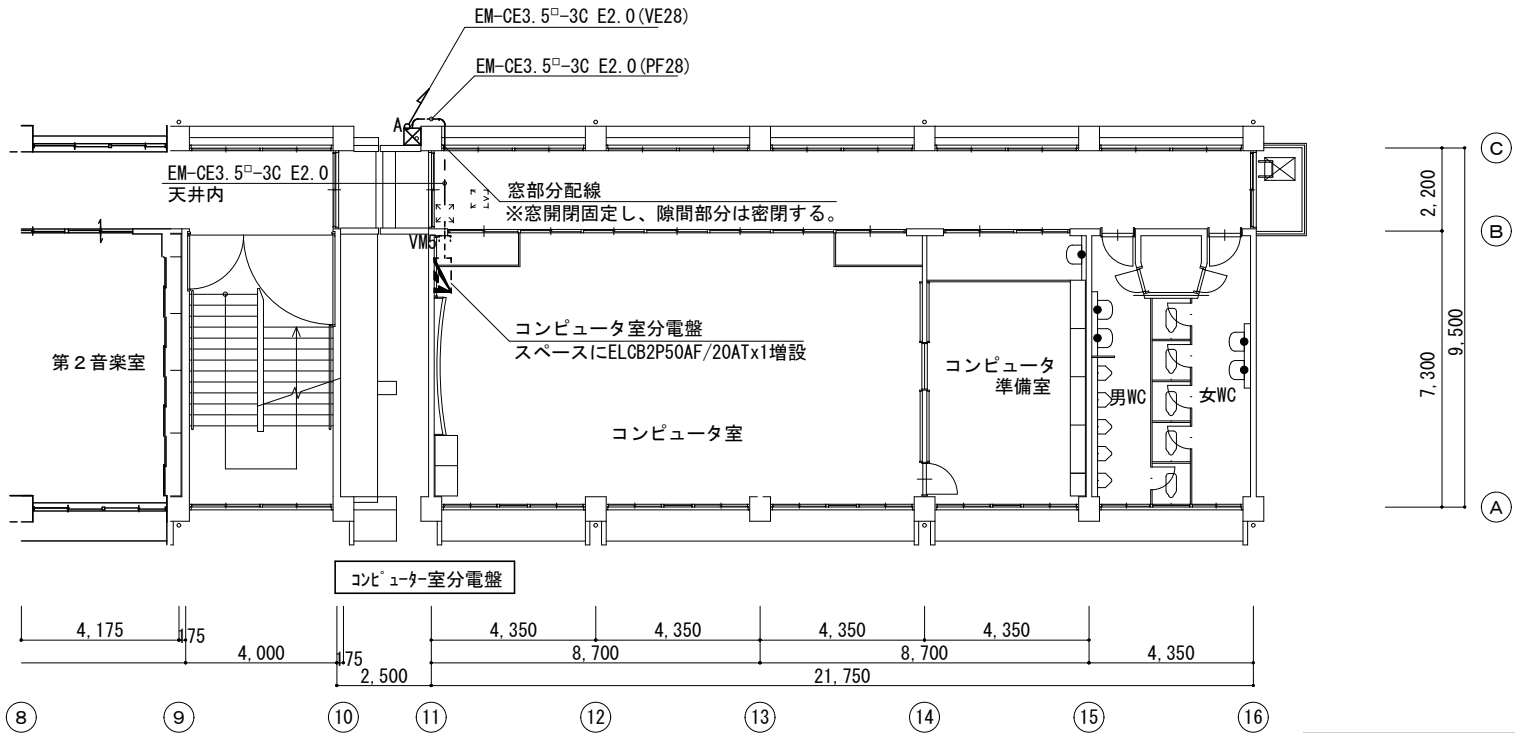 EM-CE3.5□-3C E2.0(VE28)
EM-CE3.5□-3C E2.0(PF28)
A
EM-CE3.5□-3C E2.0
天井内
窓部分配線
※窓開閉固定し、隙間部分は密閉する。
VM5
コンピュータ室分電盤
スペースにELCB2P50AF/20ATx1増設
第２音楽室
コンピュータ室
コンピュータ
準備室
男WC
女WC
C
B
A
2,200
7,300
9,500
ｺﾝﾋﾟｭｰﾀｰ室分電盤
4,175
175
4,000
175
2,500
4,350
4,350
4,350
4,350
8,700
8,700
4,350
21,750
8
9
10
11
12
13
14
15
16